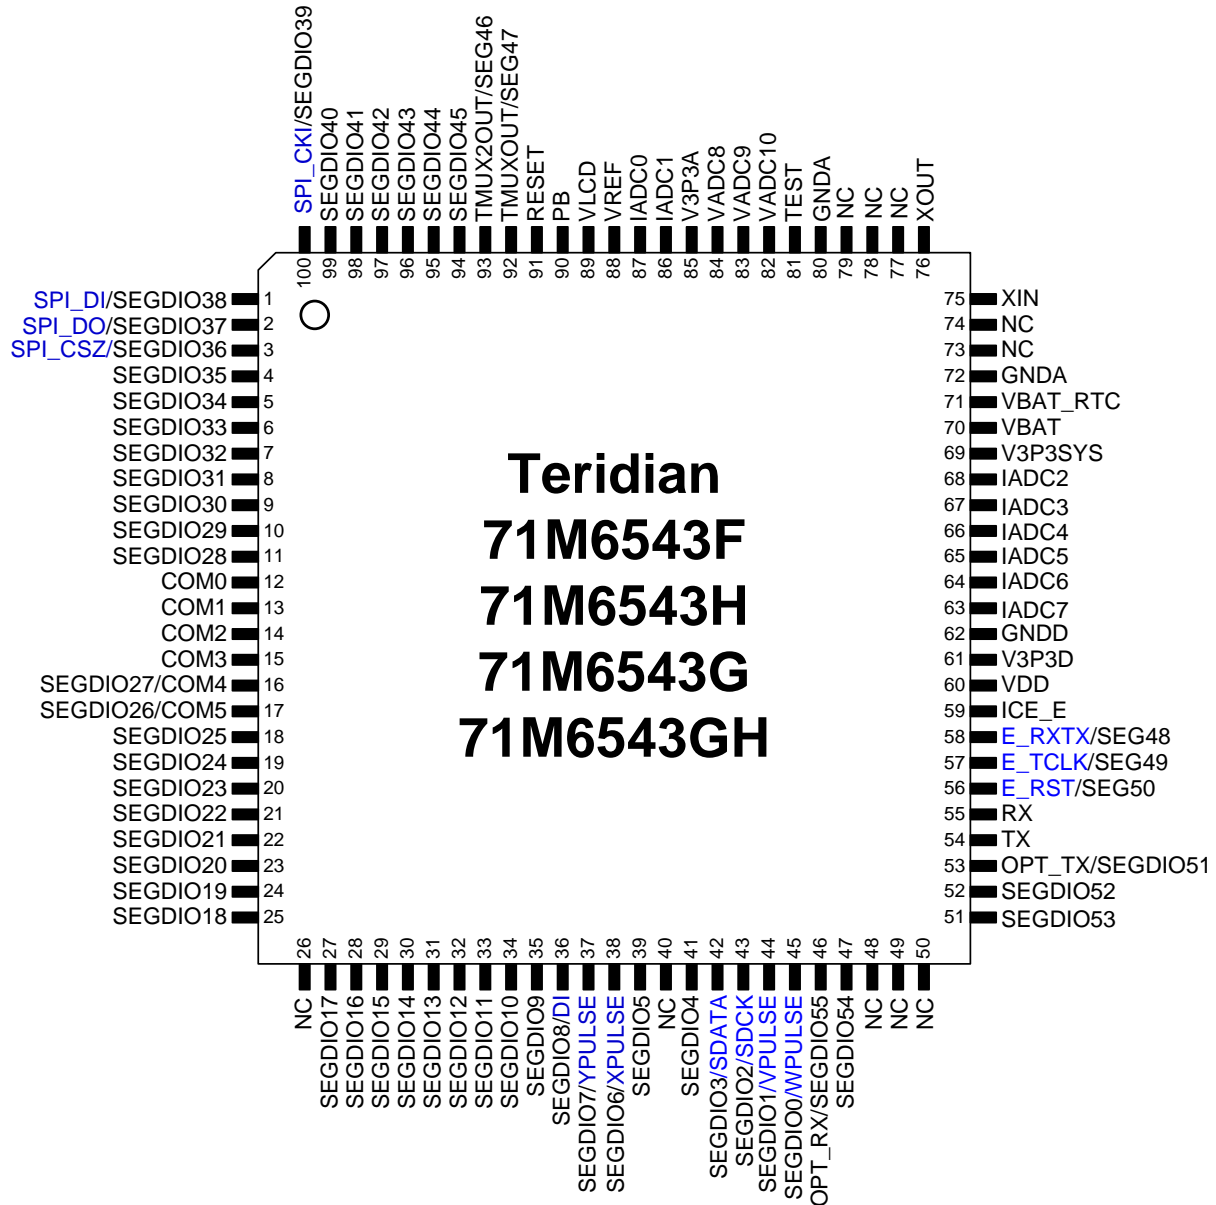 SPI_CKI/SEGDIO39
SEGDIO40
SEGDIO41
SEGDIO42
SEGDIO43
SEGDIO44
SEGDIO45
TMUX2OUT/SEG46
TMUXOUT/SEG47
RESET
PB
VLCD
VREF
IADC0
IADC1
V3P3A
VADC8
VADC9
VADC10
TEST
GNDA
NC
NC
NC
XOUT
100
99
98
97
96
95
94
93
92
91
90
89
88
87
86
85
84
83
82
81
80
79
78
77
76
SPI_DI/SEGDIO38 1
SPI_DO/SEGDIO37 2
SPI_CSZ/SEGDIO36 3
SEGDIO35 4
SEGDIO34 5
SEGDIO33 6
SEGDIO32 7
SEGDIO31 8
SEGDIO30 9
SEGDIO29 10
SEGDIO28 11
COM0 12
COM1 13
COM2 14
COM3 15
SEGDIO27/COM4 16
SEGDIO26/COM5 17
SEGDIO25 18
SEGDIO24 19
SEGDIO23 20
SEGDIO22 21
SEGDIO21 22
SEGDIO20 23
SEGDIO19 24
SEGDIO18 25
Teridian
71M6543F
71M6543H
71M6543G
71M6543GH
75 XIN
74 NC
73 NC
72 GNDA
71 VBAT_RTC
70 VBAT
69 V3P3SYS
68 IADC2
67 IADC3
66 IADC4
65 IADC5
64 IADC6
63 IADC7
62 GNDD
61 V3P3D
60 VDD
59 ICE_E
58 E_RXTX/SEG48
57 E_TCLK/SEG49
56 E_RST/SEG50
55 RX
54 TX
53 OPT_TX/SEGDIO51
52 SEGDIO52
51 SEGDIO53
26
27
28
29
30
31
32
33
34
35
36
37
38
39
40
41
42
43
44
45
46
47
48
49
50
NC
SEGDIO17
SEGDIO16
SEGDIO15
SEGDIO14
SEGDIO13
SEGDIO12
SEGDIO11
SEGDIO10
SEGDIO9
SEGDIO8/DI
SEGDIO7/YPULSE
SEGDIO6/XPULSE
SEGDIO5
NC
SEGDIO4
SEGDIO3/SDATA
SEGDIO2/SDCK
SEGDIO1/VPULSE
SEGDIO0/WPULSE
OPT_RX/SEGDIO55
SEGDIO54
NC
NC
NC